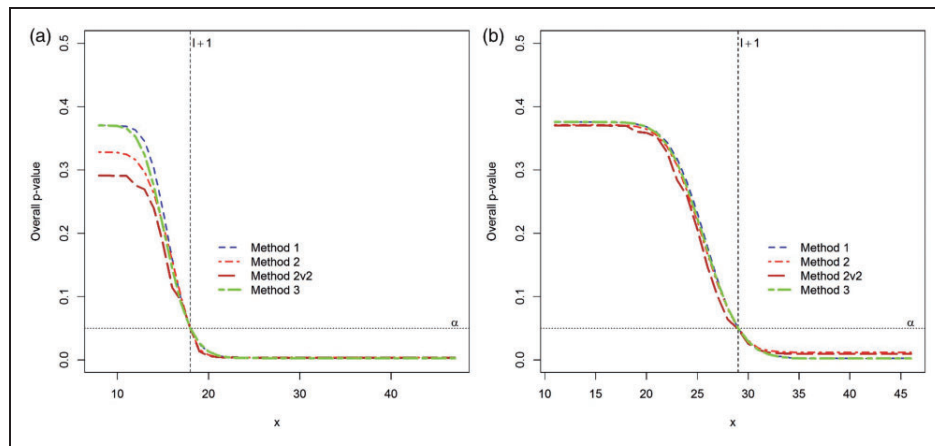 (a)
l + 1
0.5
0.4
0.3
0.2
0.1
0.0
Overall p-value
Method 1
Method 2
Method 2v2
Method 3
α
10
20
30
40
x
(b)
l + 1
0.5
0.4
0.3
0.2
0.1
0.0
Overall p-value
Method 1
Method 2
Method 2v2
Method 3
α
10
15
20
25
30
35
40
45
x